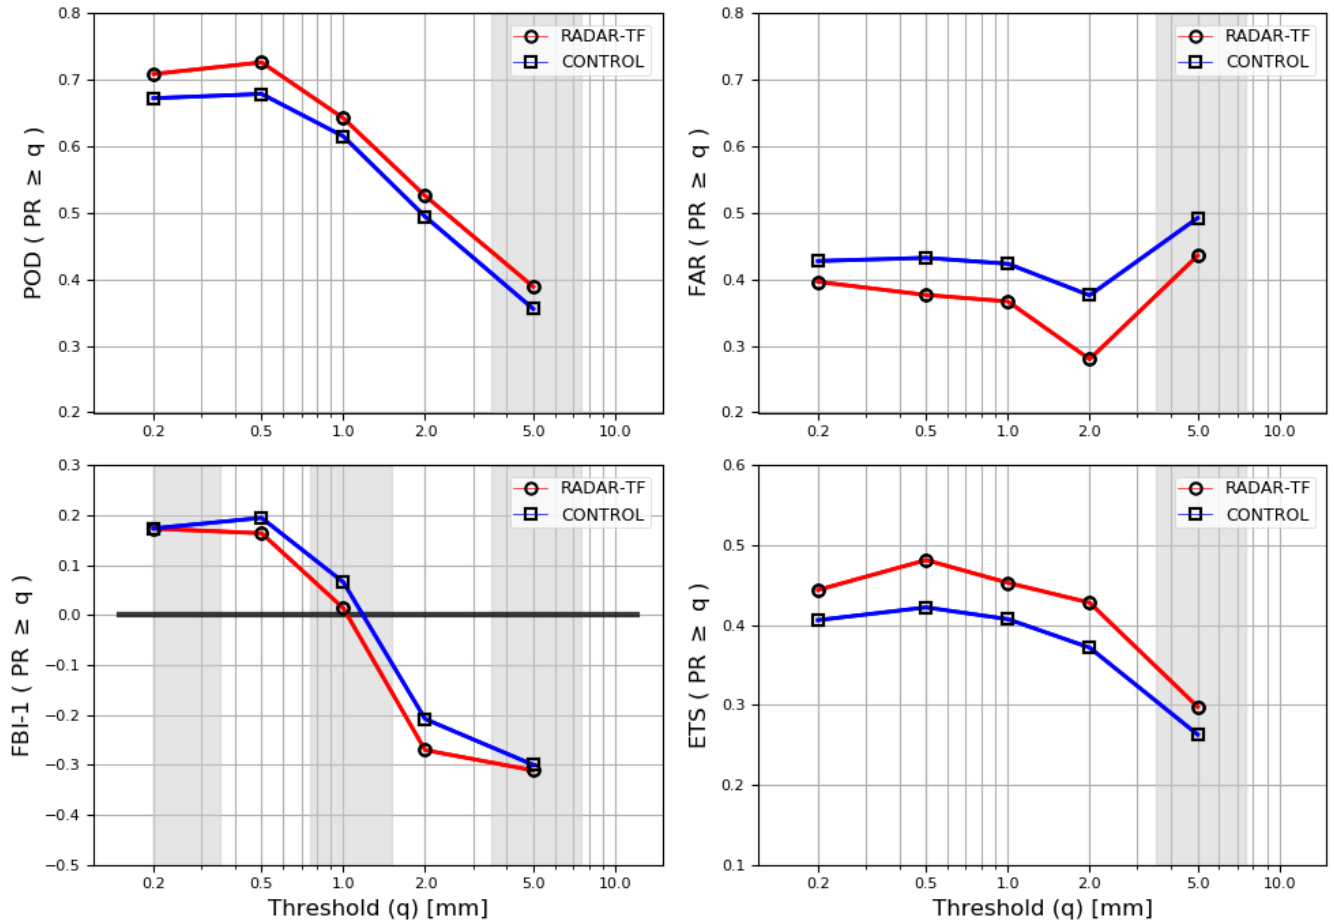 POD ( PR ≥ q )
0.8
0.7
0.6
0.5
0.4
0.3
0.2
RADAR-TF
CONTROL
0.2 0.5 1.0 2.0 5.0 10.0
FAR ( PR ≥ q )
0.8
0.7
0.6
0.5
0.4
0.3
0.2
RADAR-TF
CONTROL
0.2 0.5 1.0 2.0 5.0 10.0
FBI-1 ( PR ≥ q )
0.3
0.2
0.1
0.0
−0.1
−0.2
−0.3
−0.4
−0.5
RADAR-TF
CONTROL
0.2 0.5 1.0 2.0 5.0 10.0
Threshold (q) [mm]
ETS ( PR ≥ q )
0.6
0.5
0.4
0.3
0.2
0.1
RADAR-TF
CONTROL
0.2 0.5 1.0 2.0 5.0 10.0
Threshold (q) [mm]